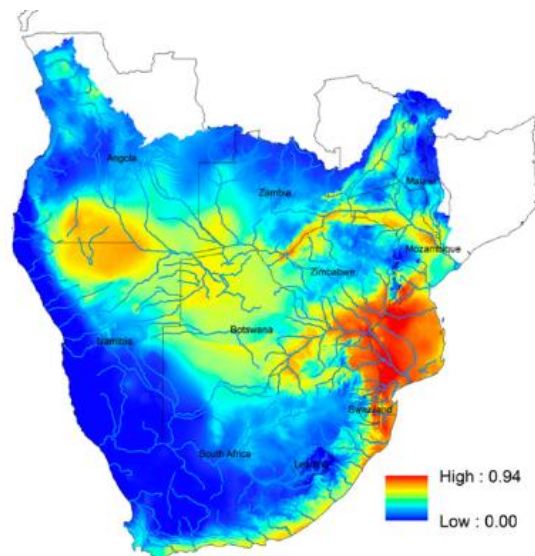 Angola
Zambia
Malawi
Mozambique
Zimbabwe
Botswana
Namibia
Swaziland
South Africa
Lesotho
High : 0.94
Low : 0.00